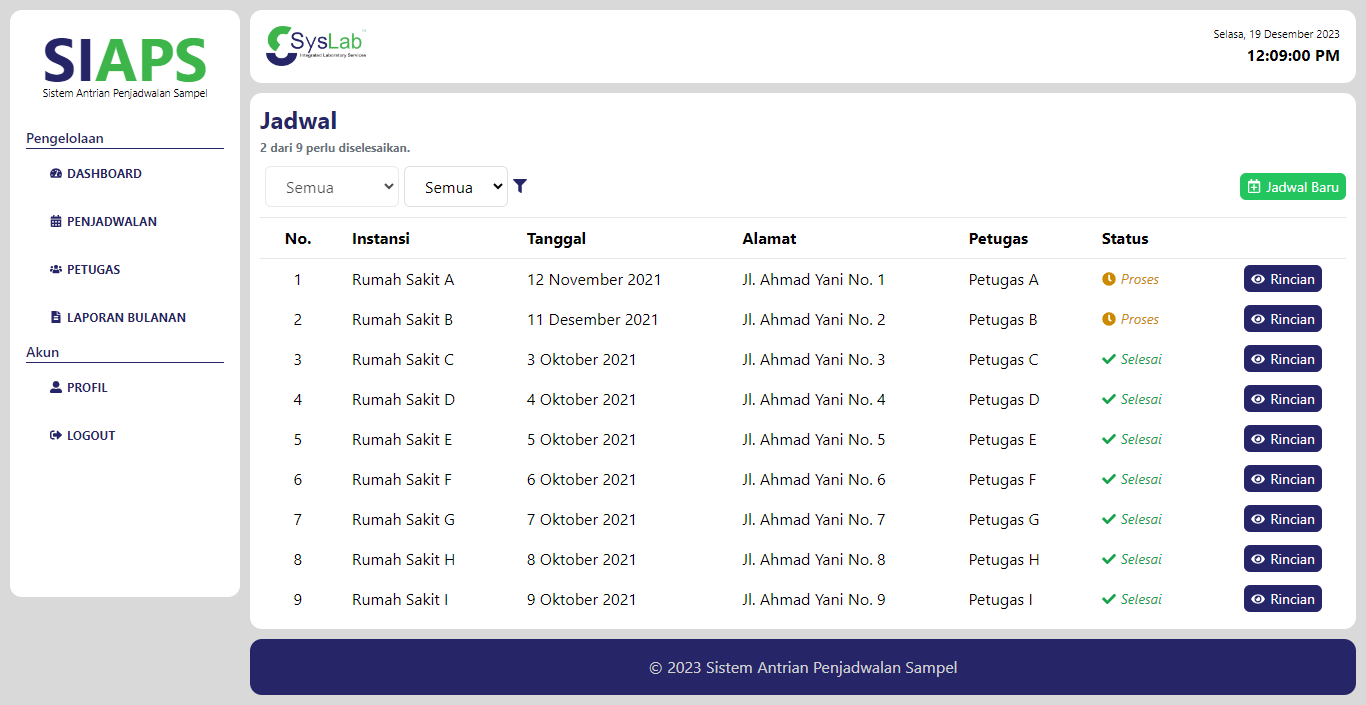 SIAPS
Sistem Antrian Penjadwalan Sampel
Pengelolaan
DASHBOARD
PENJADWALAN
PETUGAS
LAPORAN BULANAN
Akun
PROFIL
LOGOUT
SysLab
Integrated Laboratory Services
Selasa, 19 Desember 2023
12:09:00 PM
Jadwal
2 dari 9 perlu diselesaikan.
Semua Semua Jadwal Baru
No. Instansi Tanggal Alamat Petugas Status
1 Rumah Sakit A 12 November 2021 Jl. Ahmad Yani No. 1 Petugas A Proses Rincian
2 Rumah Sakit B 11 Desember 2021 Jl. Ahmad Yani No. 2 Petugas B Proses Rincian
3 Rumah Sakit C 3 Oktober 2021 Jl. Ahmad Yani No. 3 Petugas C Selesai Rincian
4 Rumah Sakit D 4 Oktober 2021 Jl. Ahmad Yani No. 4 Petugas D Selesai Rincian
5 Rumah Sakit E 5 Oktober 2021 Jl. Ahmad Yani No. 5 Petugas E Selesai Rincian
6 Rumah Sakit F 6 Oktober 2021 Jl. Ahmad Yani No. 6 Petugas F Selesai Rincian
7 Rumah Sakit G 7 Oktober 2021 Jl. Ahmad Yani No. 7 Petugas G Selesai Rincian
8 Rumah Sakit H 8 Oktober 2021 Jl. Ahmad Yani No. 8 Petugas H Selesai Rincian
9 Rumah Sakit I 9 Oktober 2021 Jl. Ahmad Yani No. 9 Petugas I Selesai Rincian
© 2023 Sistem Antrian Penjadwalan Sampel